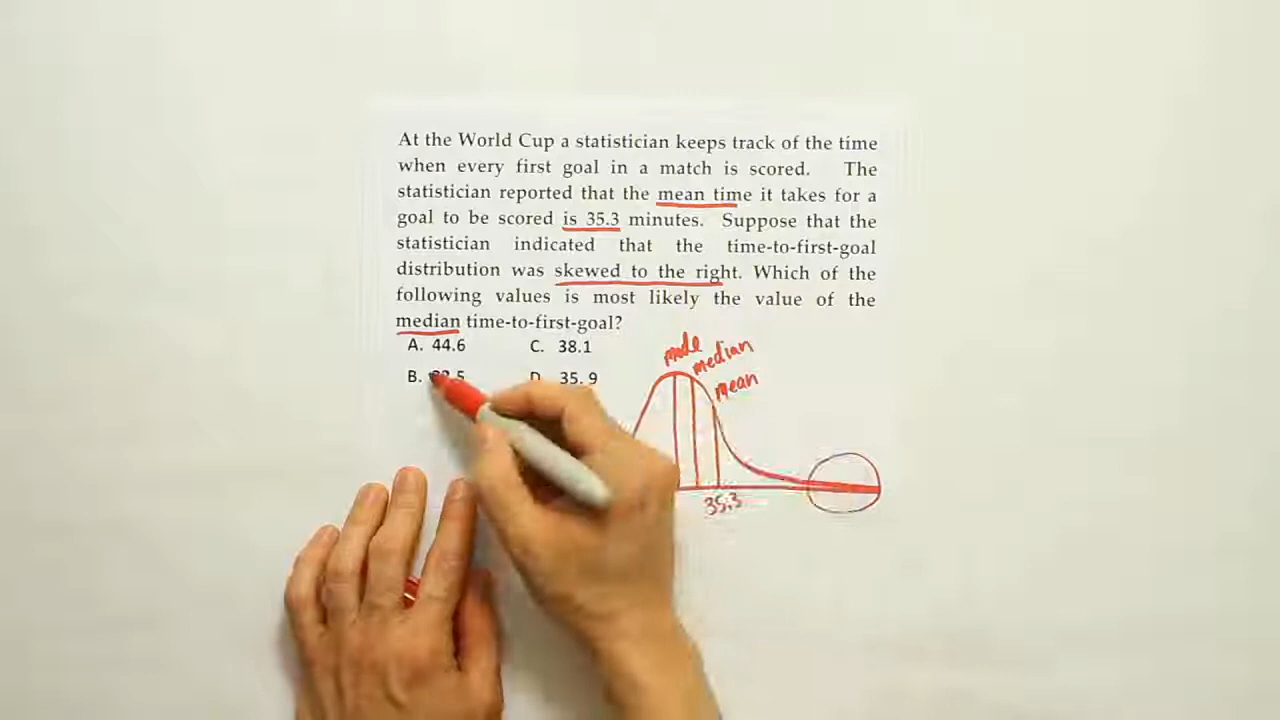 At the World Cup a statistician keeps track of the time
when every first goal in a match is scored. The
statistician reported that the mean time it takes for a
goal to be scored is 35.3 minutes. Suppose that the
statistician indicated that the time-to-first-goal
distribution was skewed to the right. Which of the
following values is most likely the value of the
median time-to-first-goal?
A. 44.6 C. 38.1
B. D. 35. 9
mode
median
mean
35.3